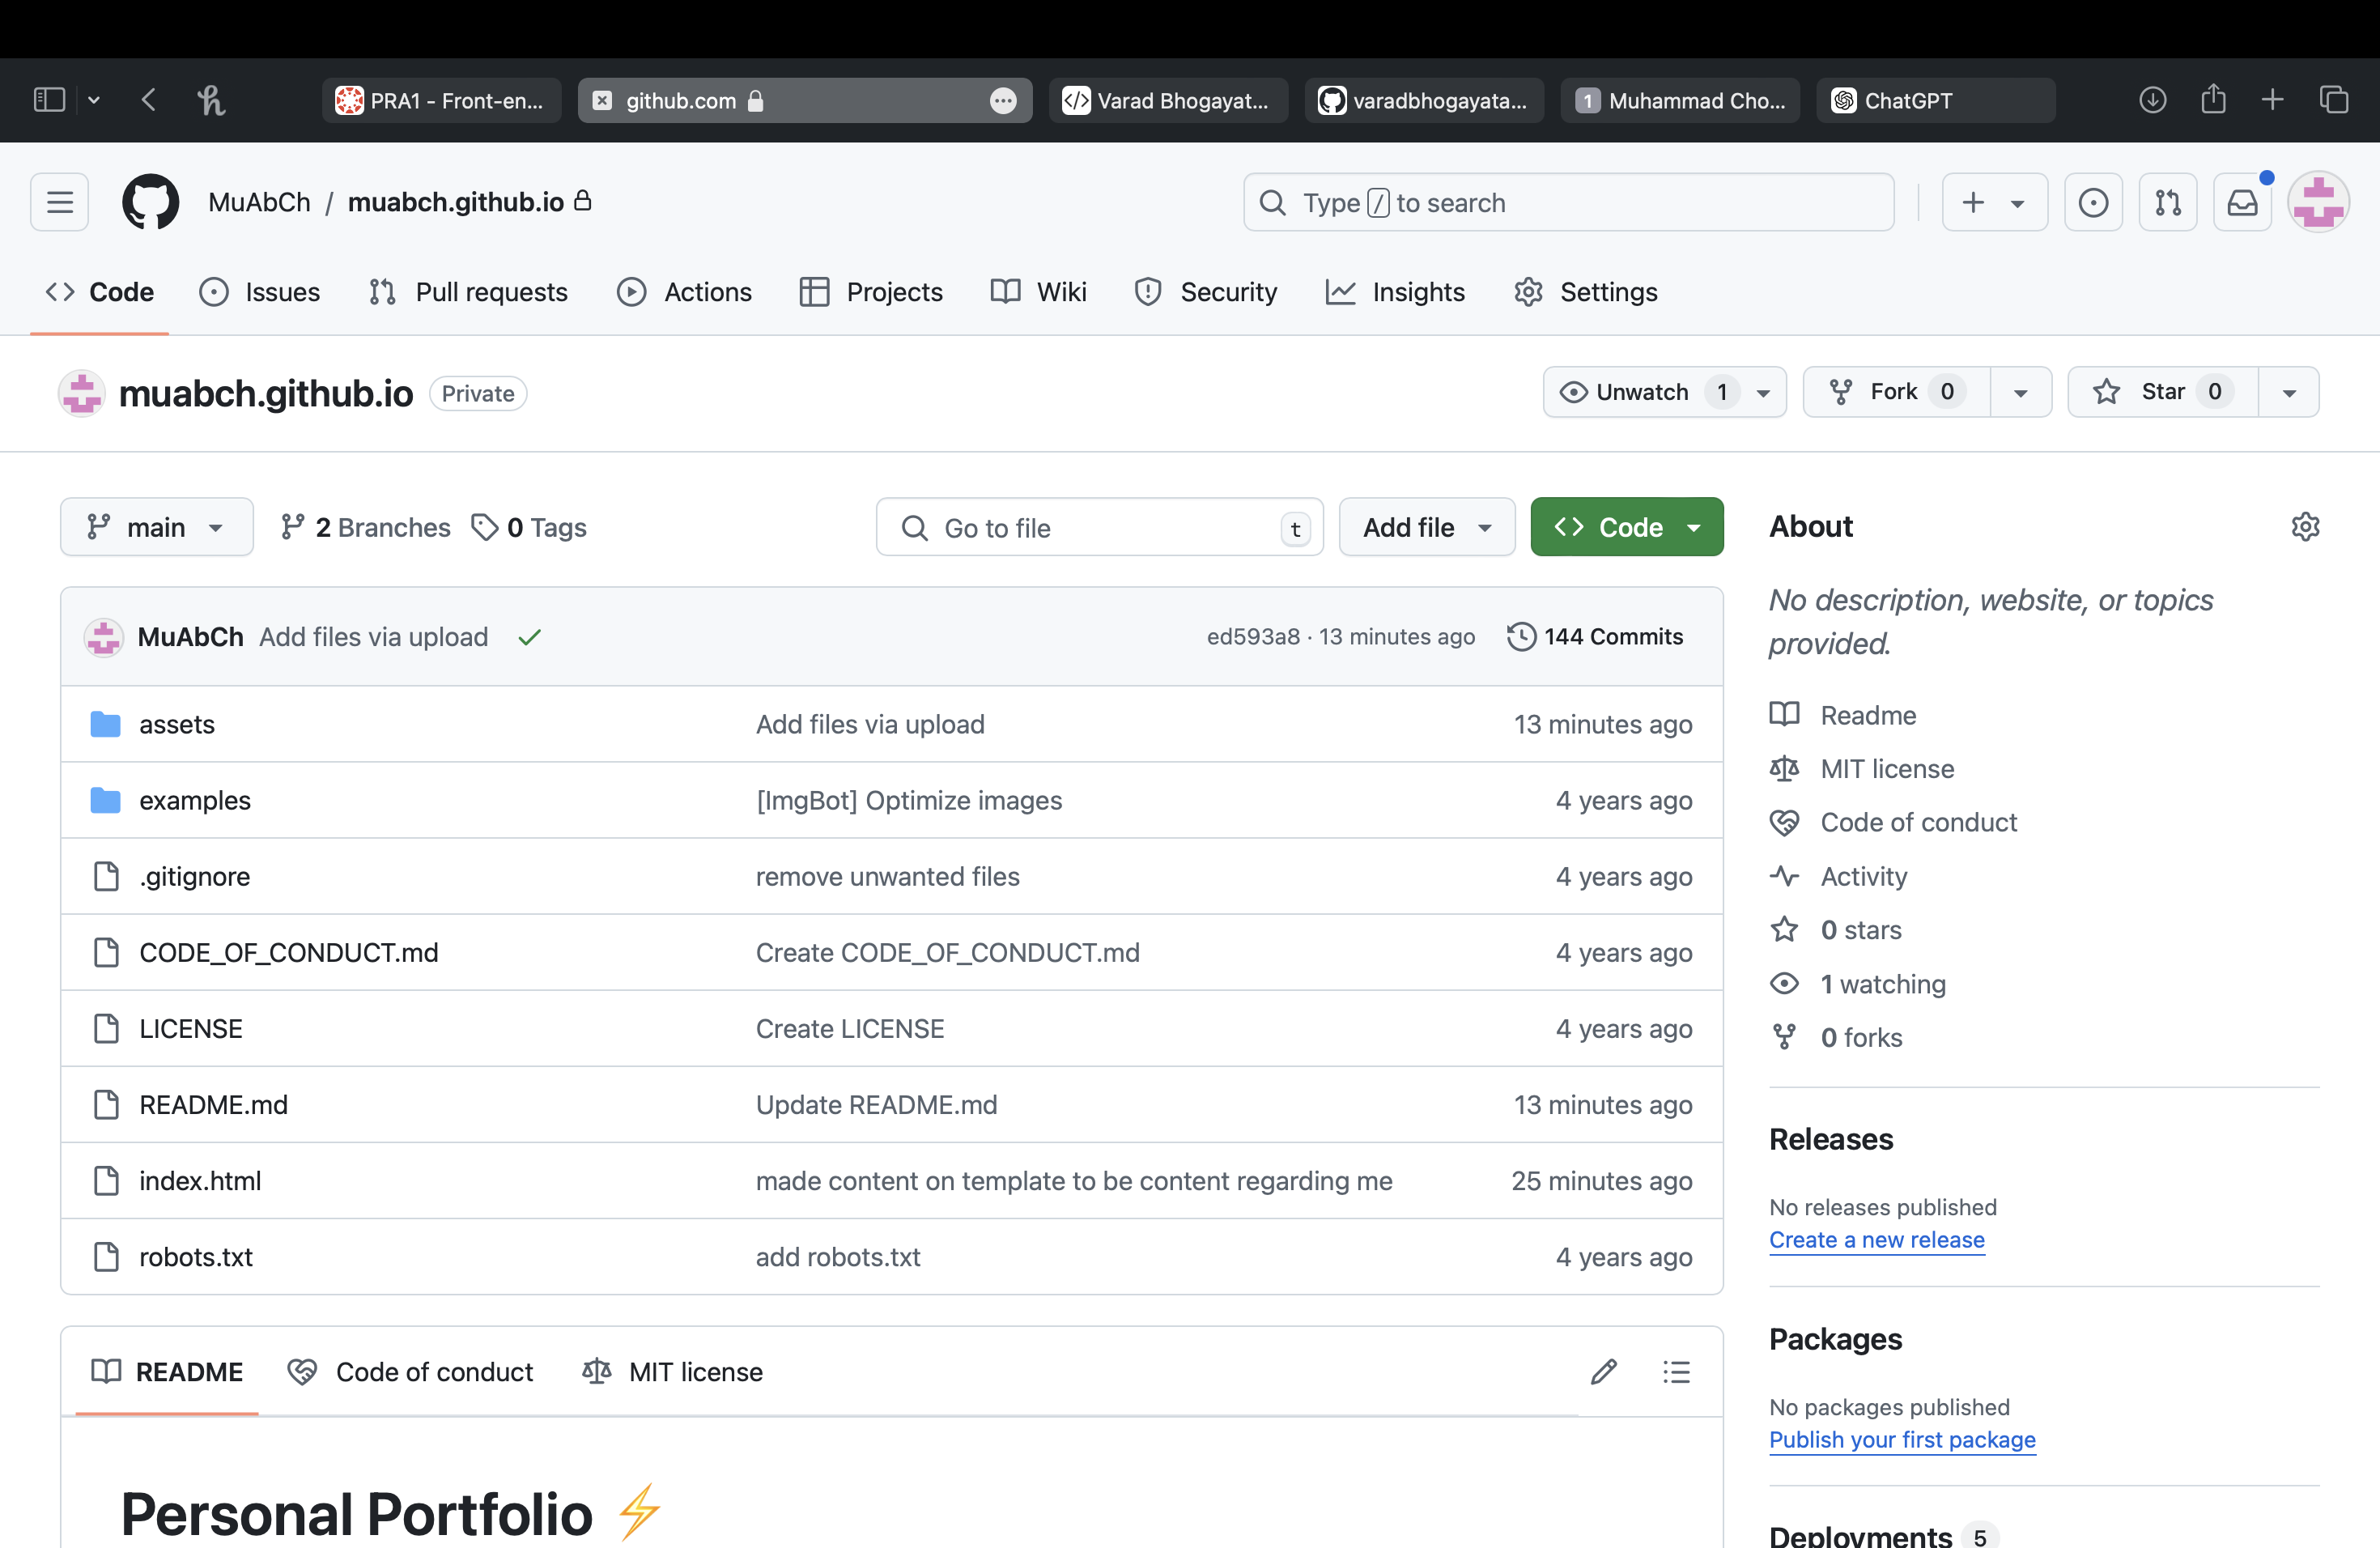 PRA1 - Front-en...
github.com
Varad Bhogayat...
varadbhogayata...
1 Muhammad Cho...
ChatGPT
MuAbCh / muabch.github.io
Type / to search
Code
Issues
Pull requests
Actions
Projects
Wiki
Security
Insights
Settings
muabch.github.io Private
Unwatch 1
Fork 0
Star 0
main
2 Branches
0 Tags
Go to file t
Add file
Code
MuAbCh Add files via upload
ed593a8 · 13 minutes ago
144 Commits
assets Add files via upload 13 minutes ago
examples [ImgBot] Optimize images 4 years ago
.gitignore remove unwanted files 4 years ago
CODE_OF_CONDUCT.md Create CODE_OF_CONDUCT.md 4 years ago
LICENSE Create LICENSE 4 years ago
README.md Update README.md 13 minutes ago
index.html made content on template to be content regarding me 25 minutes ago
robots.txt add robots.txt 4 years ago
README
Code of conduct
MIT license
Personal Portfolio ⚡
About
No description, website, or topics
provided.
Readme
MIT license
Code of conduct
Activity
0 stars
1 watching
0 forks
Releases
No releases published
Create a new release
Packages
No packages published
Publish your first package
Deployments 5